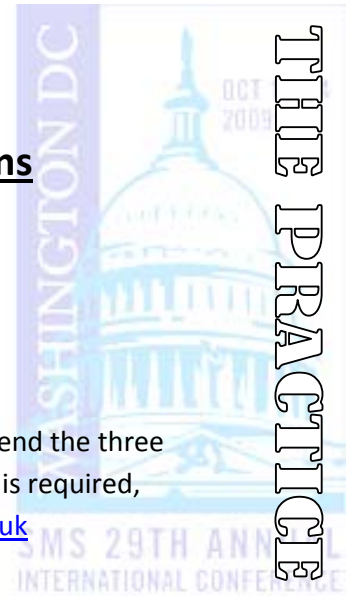 WASHINGTON DC
OCT
2009
THE PRACTICE
ns
end the three
is required,
uk
SMS 29TH ANN L
INTERNATIONAL CONFERENCE